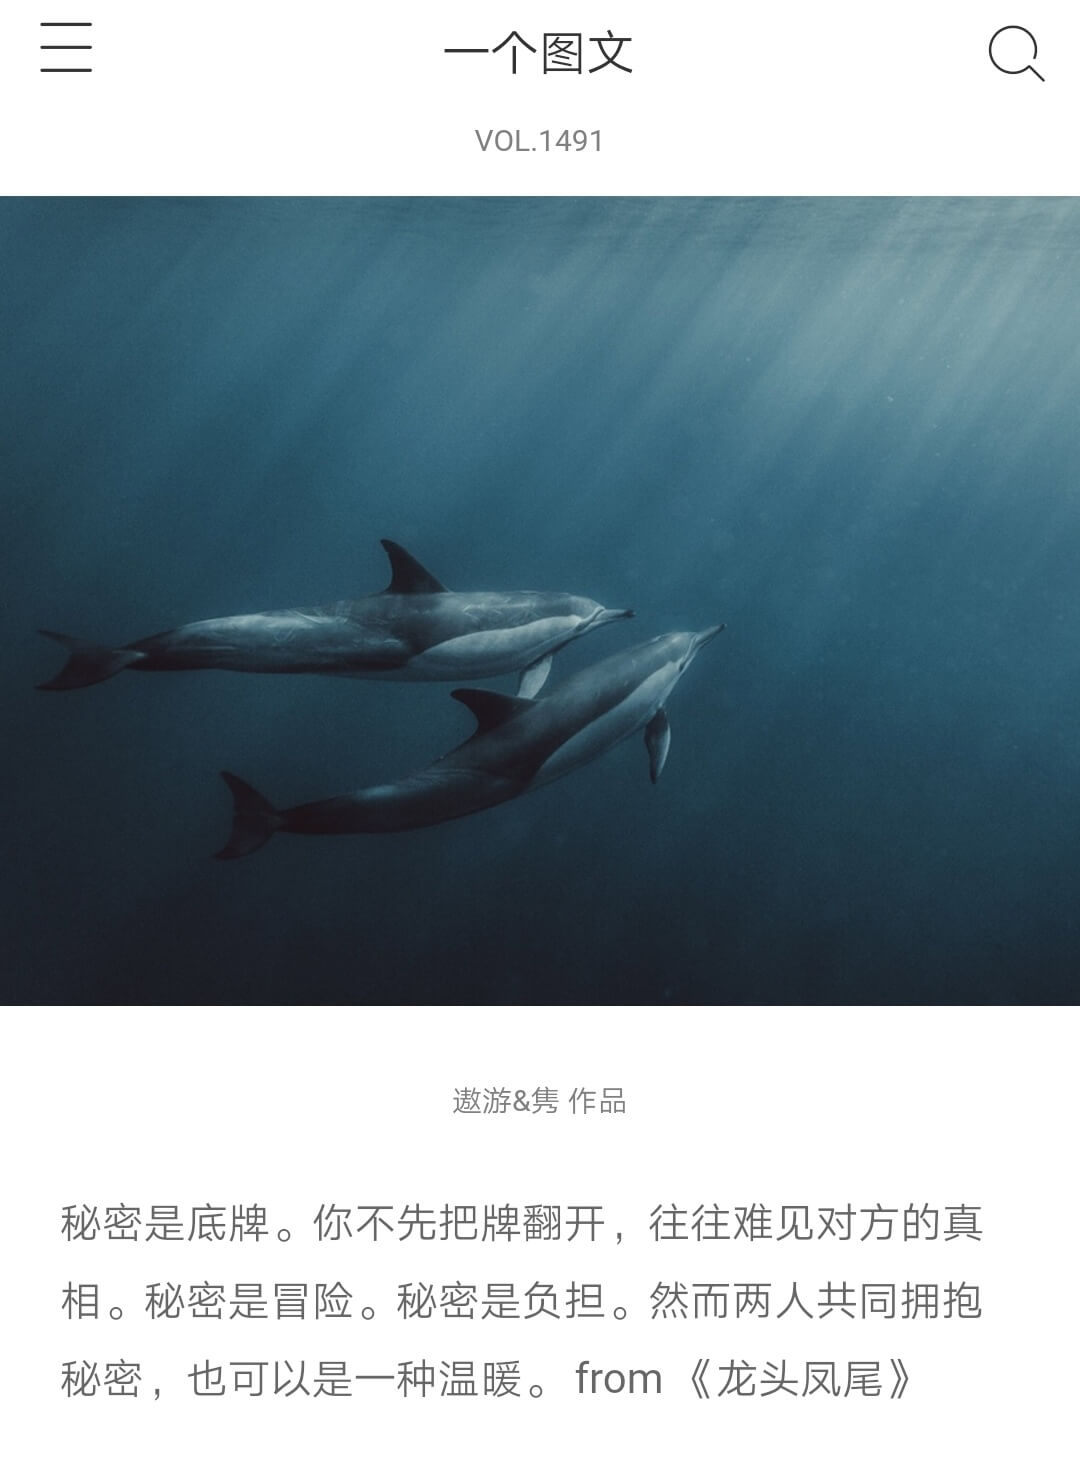 一个图文
VOL.1491
遨游&隽 作品
秘密是底牌。你不先把牌翻开，往往难见对方的真
相。秘密是冒险。秘密是负担。然而两人共同拥抱
秘密，也可以是一种温暖。from《龙头凤尾》